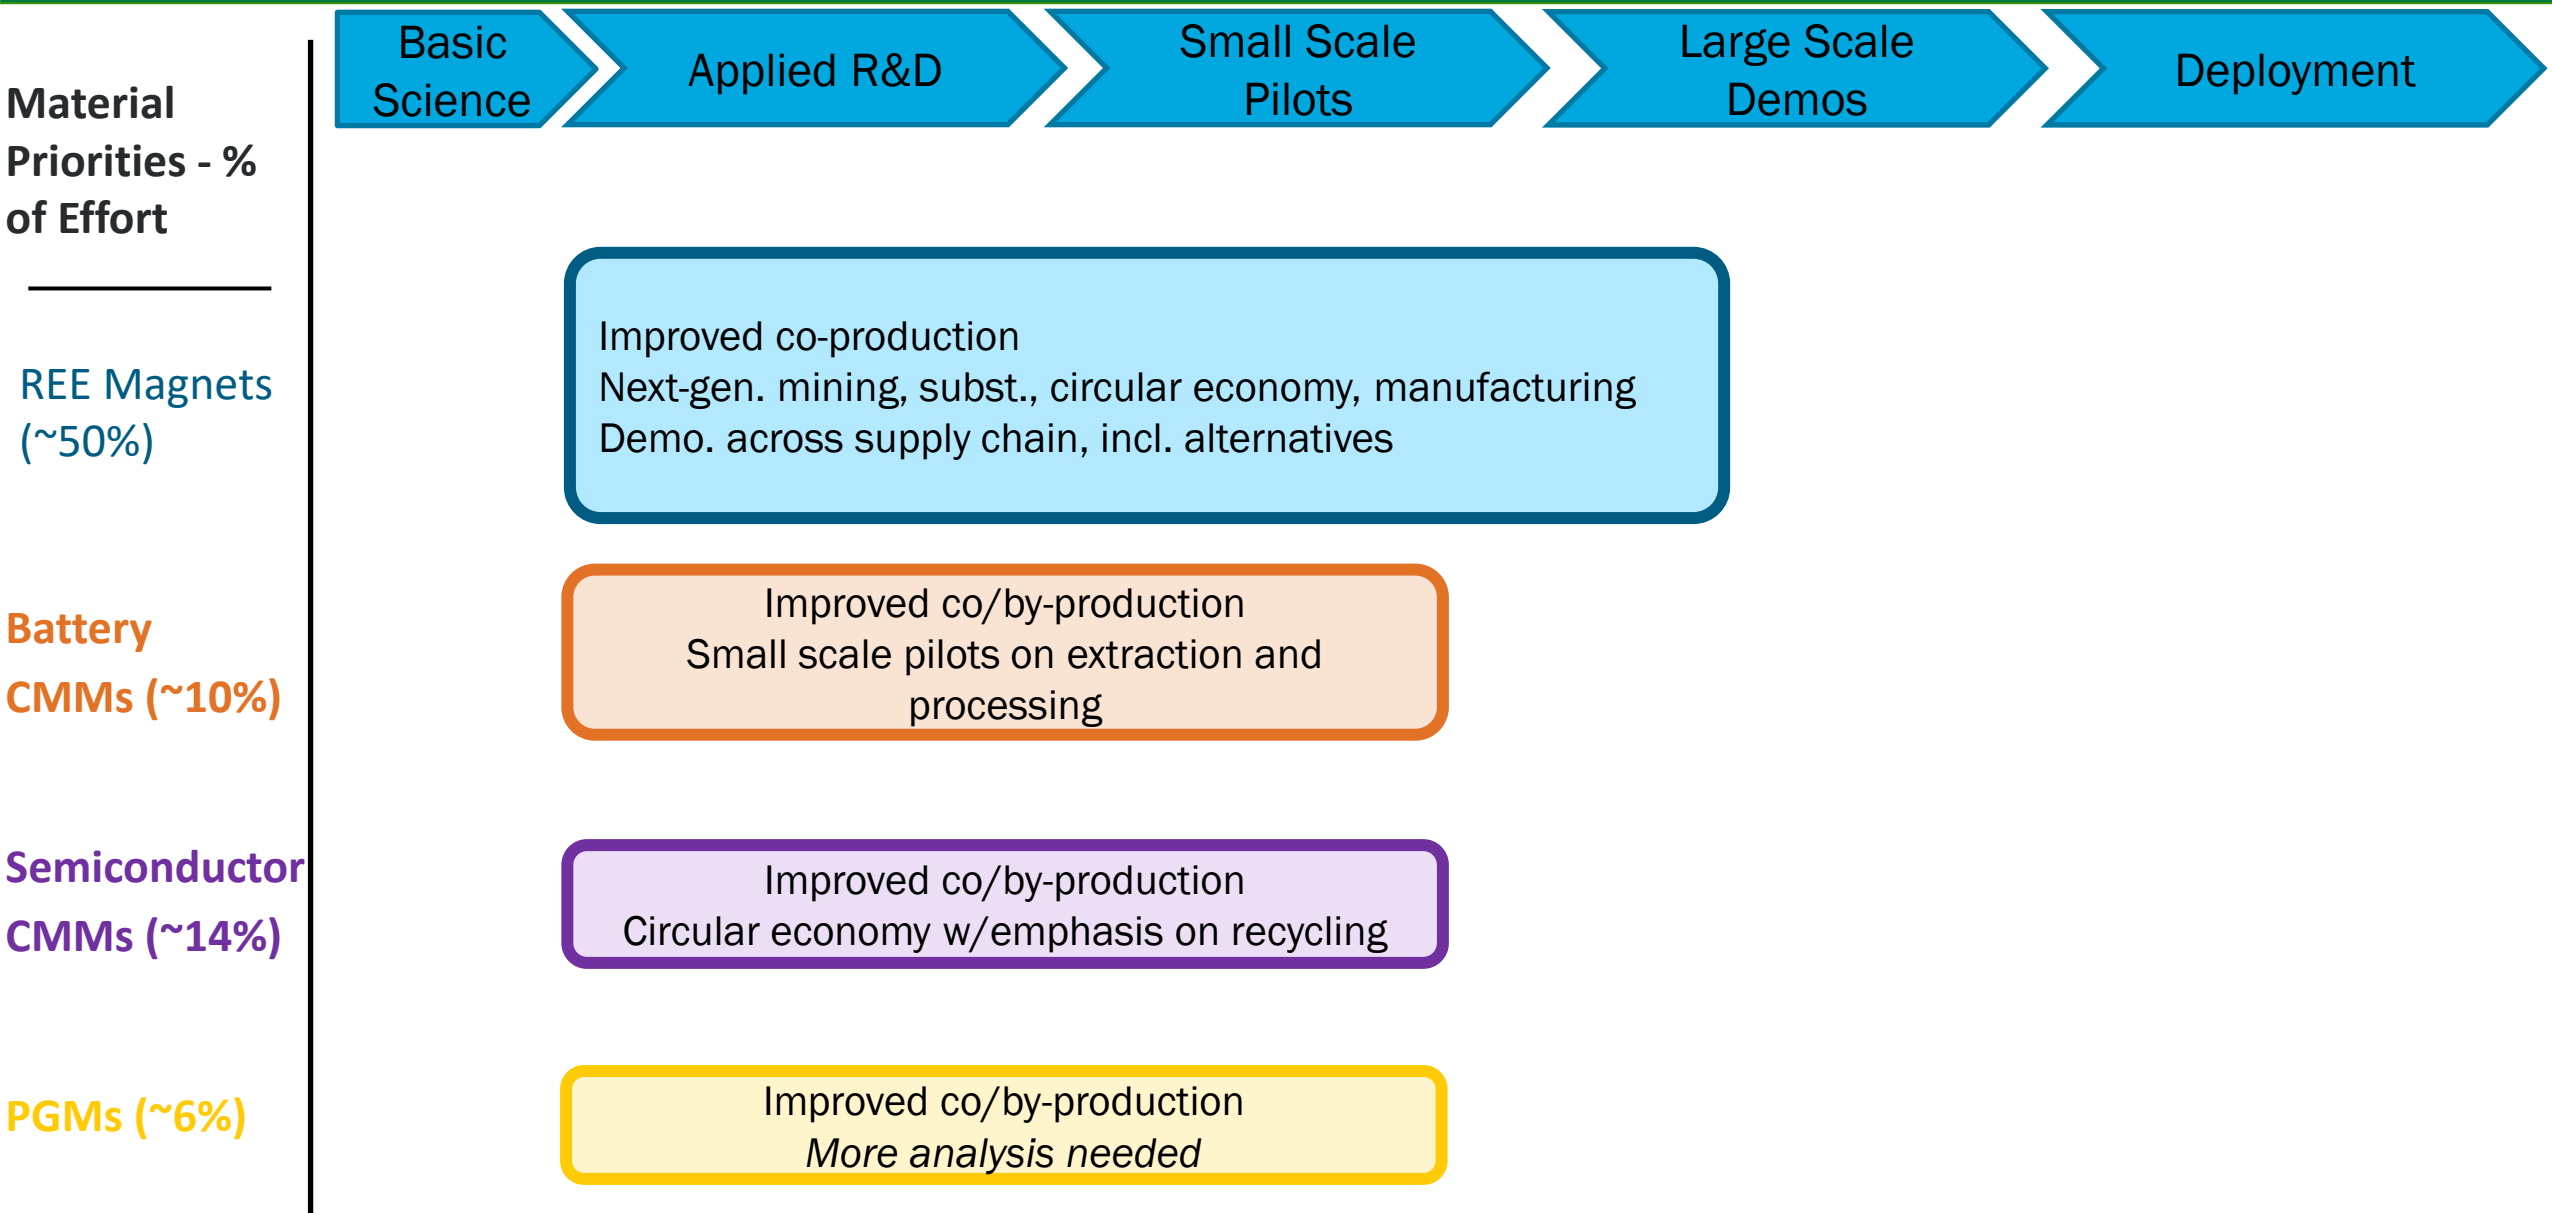 Basic
Science
Applied R&D
Small Scale
Pilots
Large Scale
Demos
Deployment
Material
Priorities - %
of Effort
REE Magnets
(~50%)
Improved co-production
Next-gen. mining, subst., circular economy, manufacturing
Demo. across supply chain, incl. alternatives
Battery
CMMs (~10%)
Improved co/by-production
Small scale pilots on extraction and
processing
Semiconductor
CMMs (~14%)
Improved co/by-production
Circular economy w/emphasis on recycling
PGMs (~6%)
Improved co/by-production
More analysis needed